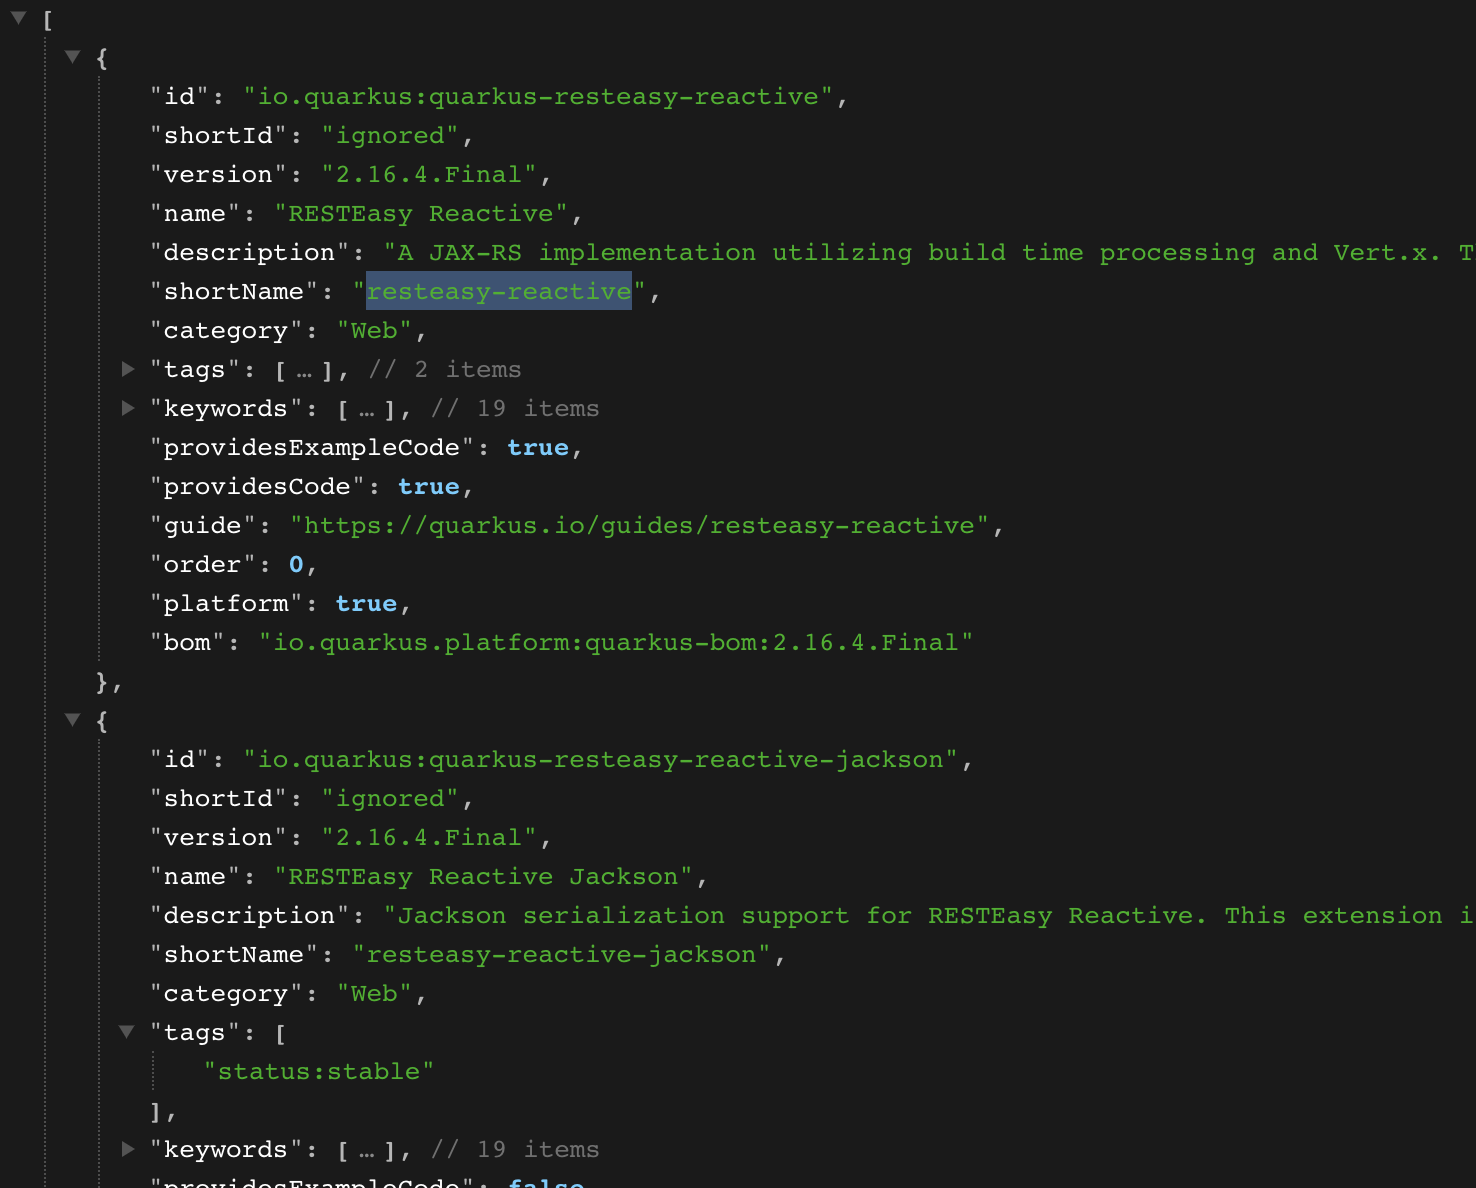 [
{
"id": "io.quarkus:quarkus-resteasy-reactive",
"shortId": "ignored",
"version": "2.16.4.Final",
"name": "RESTEasy Reactive",
"description": "A JAX-RS implementation utilizing build time processing and Vert.x. T
"shortName": "resteasy-reactive",
"category": "Web",
"tags": [ … ], // 2 items
"keywords": [ … ], // 19 items
"providesExampleCode": true,
"providesCode": true,
"guide": "https://quarkus.io/guides/resteasy-reactive",
"order": 0,
"platform": true,
"bom": "io.quarkus.platform:quarkus-bom:2.16.4.Final"
},
{
"id": "io.quarkus:quarkus-resteasy-reactive-jackson",
"shortId": "ignored",
"version": "2.16.4.Final",
"name": "RESTEasy Reactive Jackson",
"description": "Jackson serialization support for RESTEasy Reactive. This extension i
"shortName": "resteasy-reactive-jackson",
"category": "Web",
"tags": [
"status:stable"
],
"keywords": [ … ], // 19 items
"providesExampleCode": false